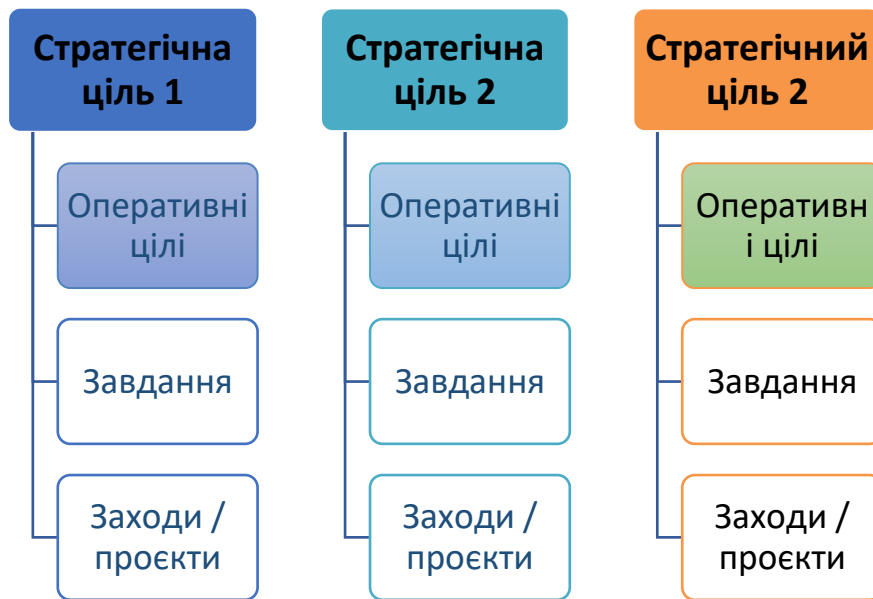 Стратегічна
ціль 1
Оперативні
цілі
Завдання
Заходи /
проєкти
Стратегічна
ціль 2
Оперативні
цілі
Завдання
Заходи /
проєкти
Стратегічний
ціль 2
Оперативн
і цілі
Завдання
Заходи /
проєкти